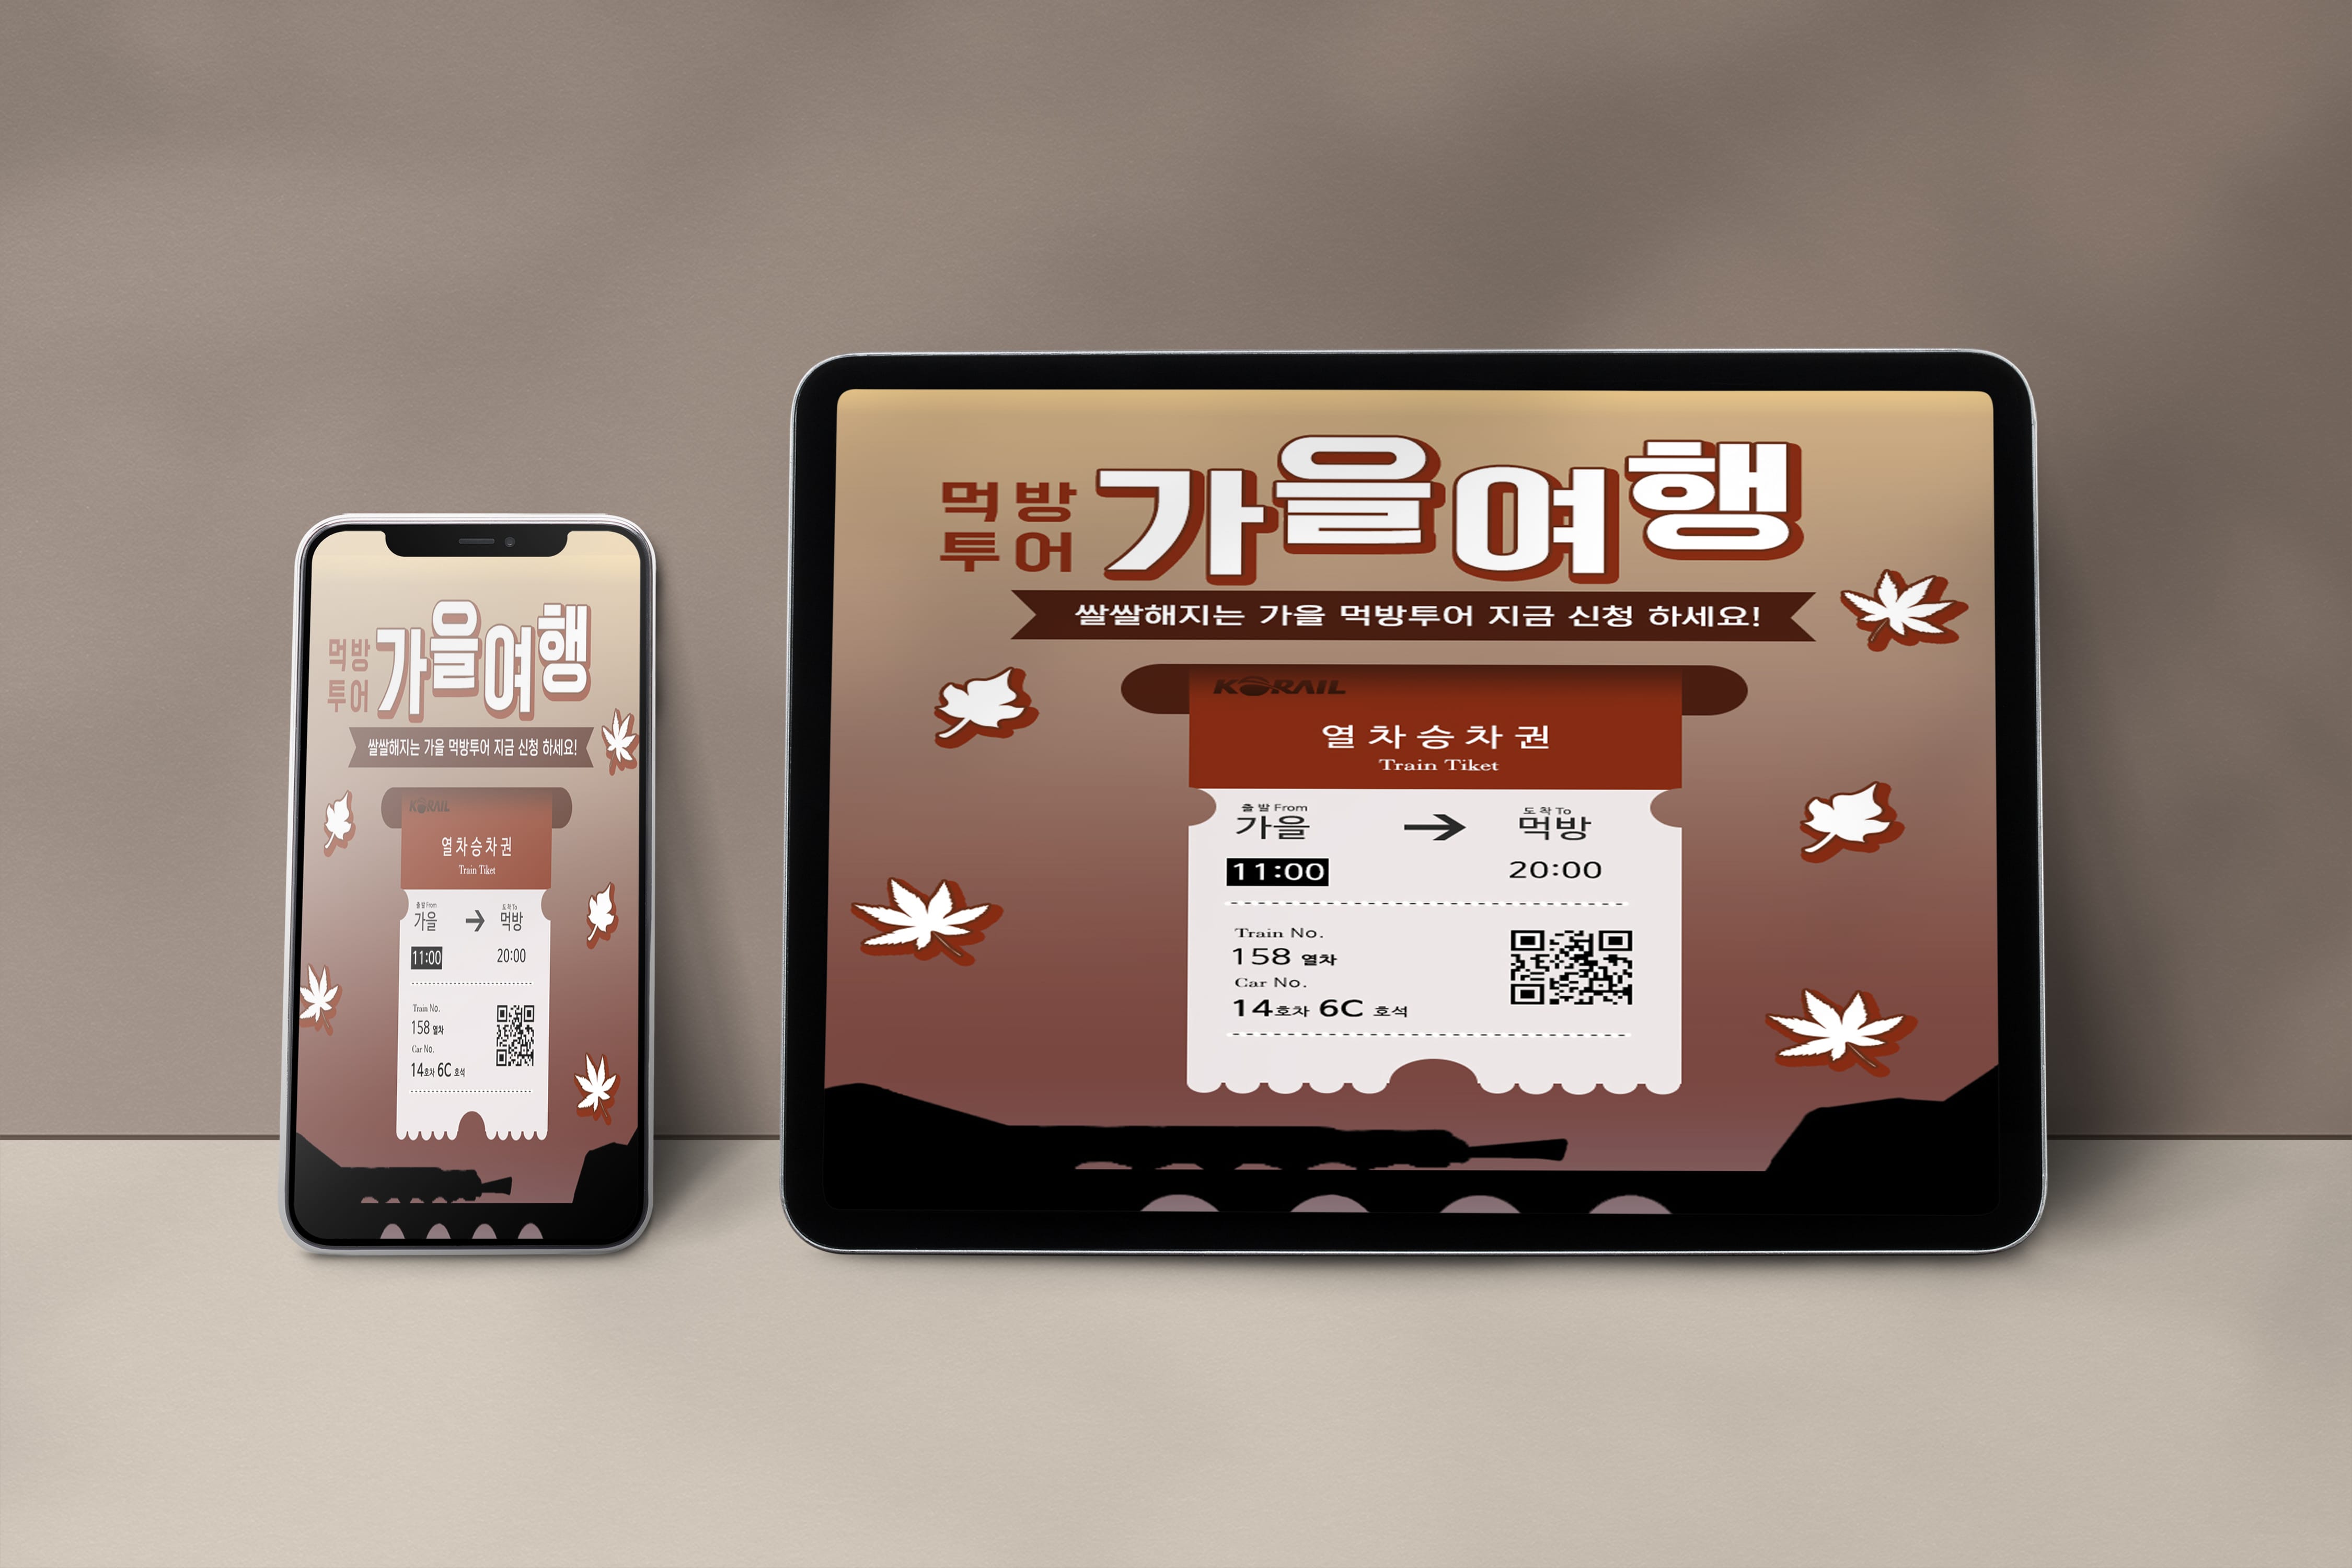 먹방
투어
가을여행
쌀쌀해지는 가을 먹방투어 지금 신청 하세요!
KORAIL
열차승차권
Train Tiket
출발 From
도착 To
가을
→
먹방
11:00
20:00
Train No.
158 열차
Car No.
14호차 6C 호석
먹방
투어
가을여행
쌀쌀해지는 가을 먹방투어 지금 신청 하세요!
KORAIL
열차승차권
Train Tiket
출발 From
도착 To
가을
→
먹방
11:00
20:00
Train No.
158 열차
Car No.
14호차 6C 호석